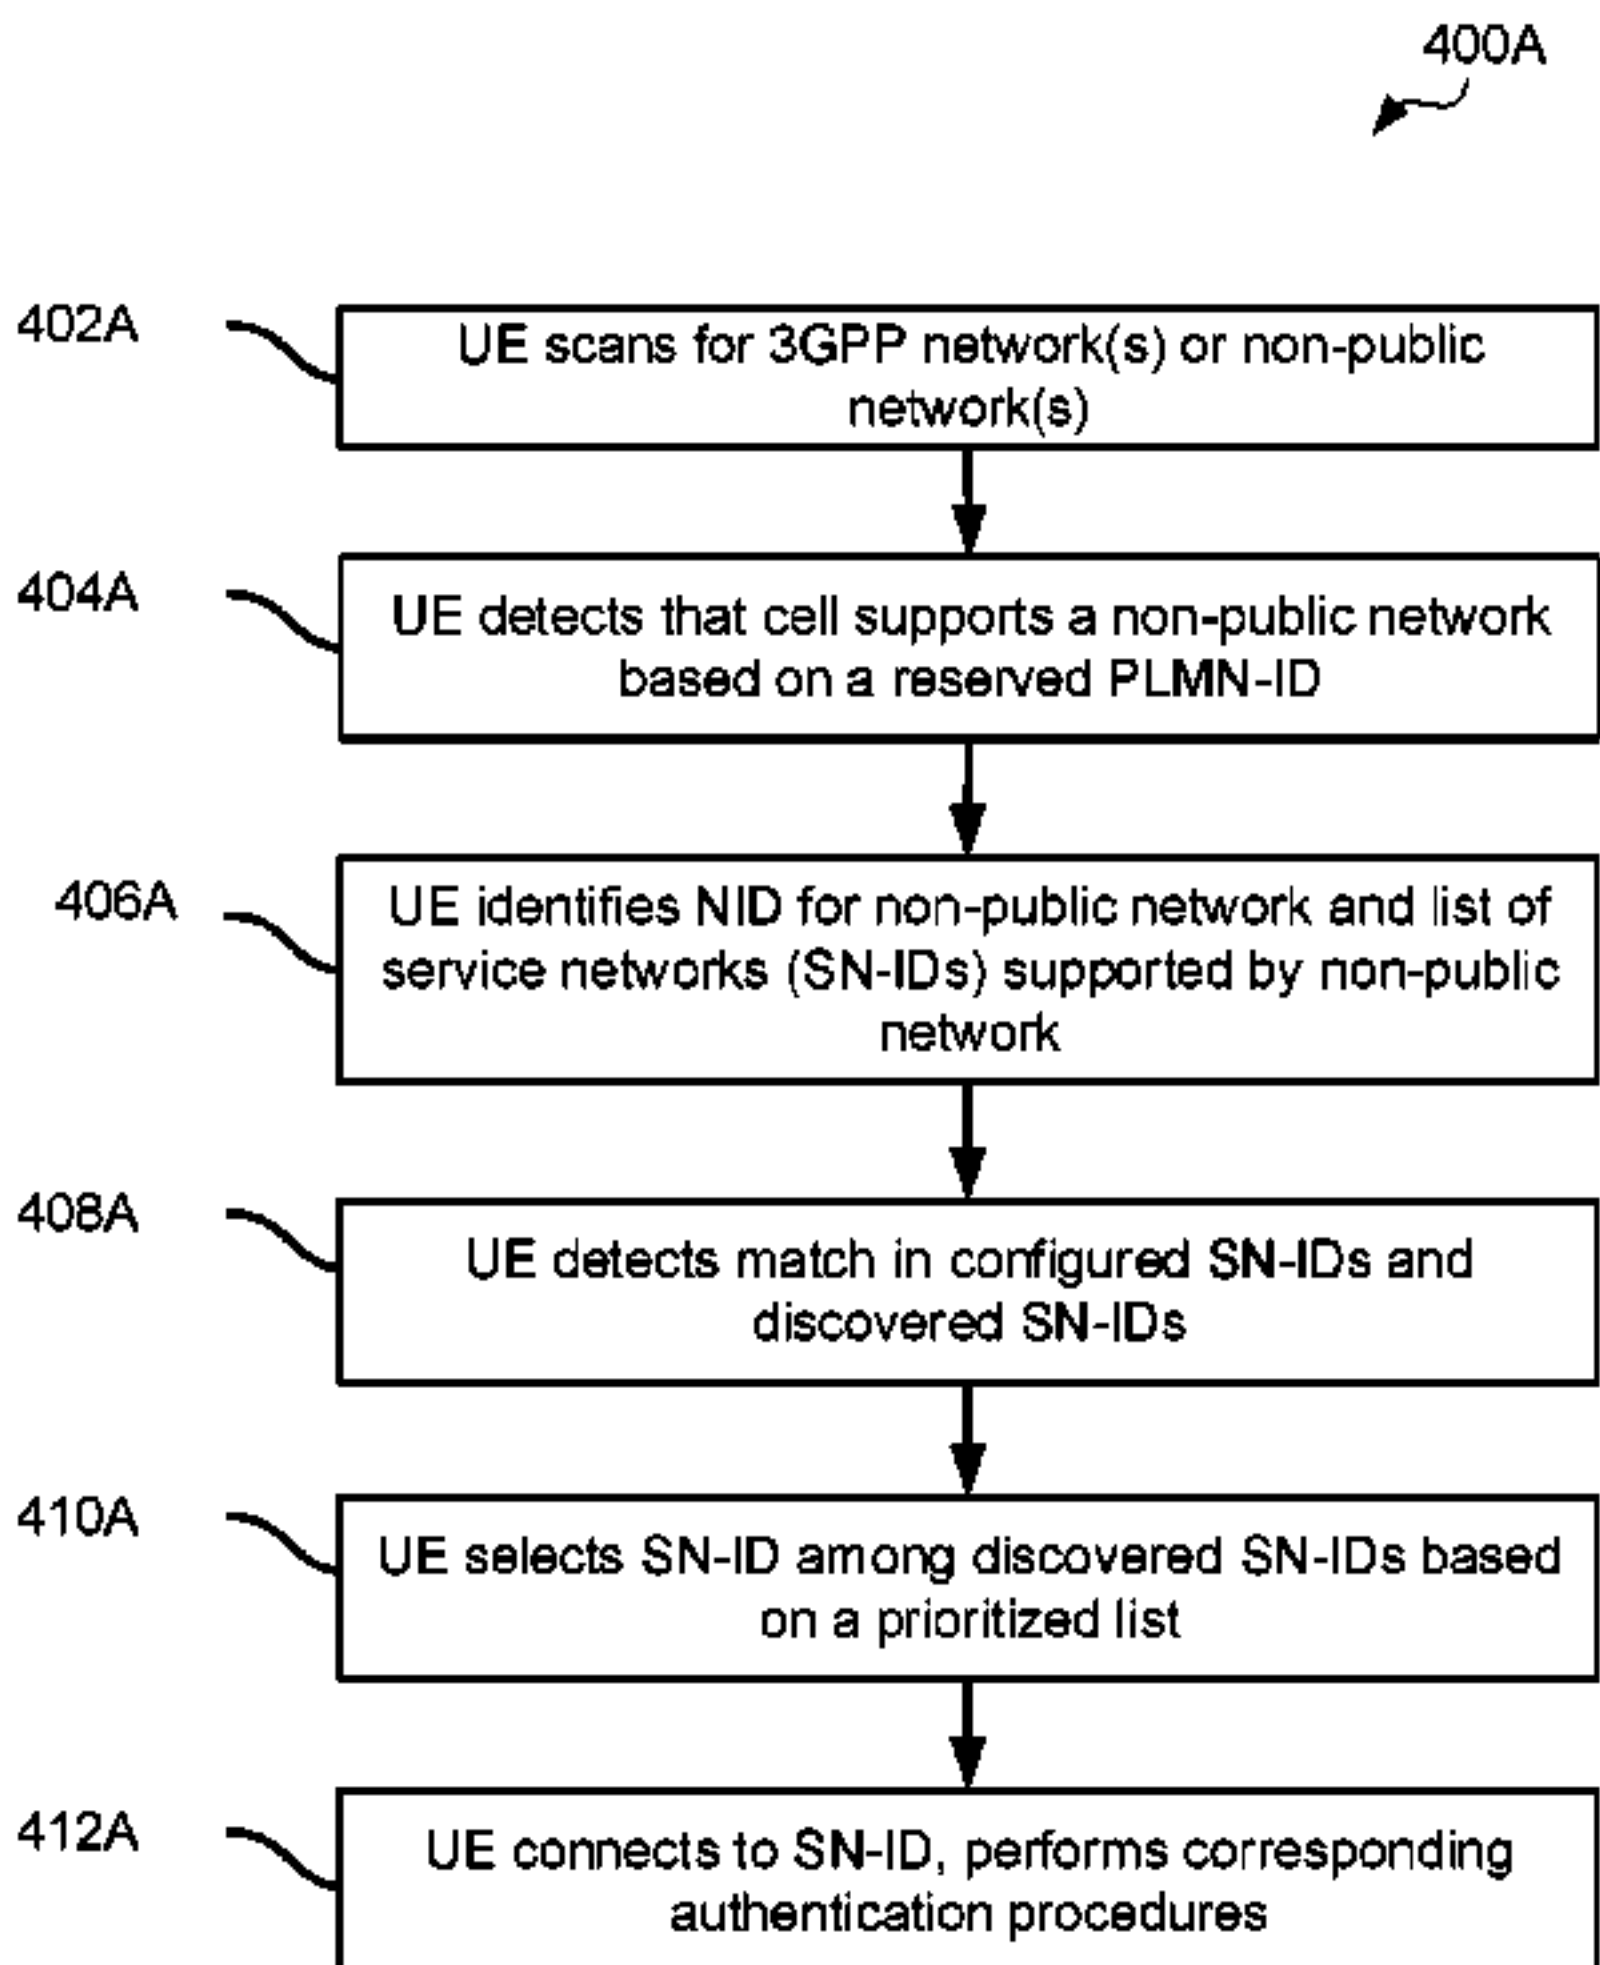 400A
402A
UE scans for 3GPP network(s) or non-public
network(s)
404A
UE detects that cell supports a non-public network
based on a reserved PLMN-ID
406A
UE identifies NID for non-public network and list of
service networks (SN-IDs) supported by non-public
network
408A
UE detects match in configured SN-IDs and
discovered SN-IDs
410A
UE selects SN-ID among discovered SN-IDs based
on a prioritized list
412A
UE connects to SN-ID, performs corresponding
authentication procedures